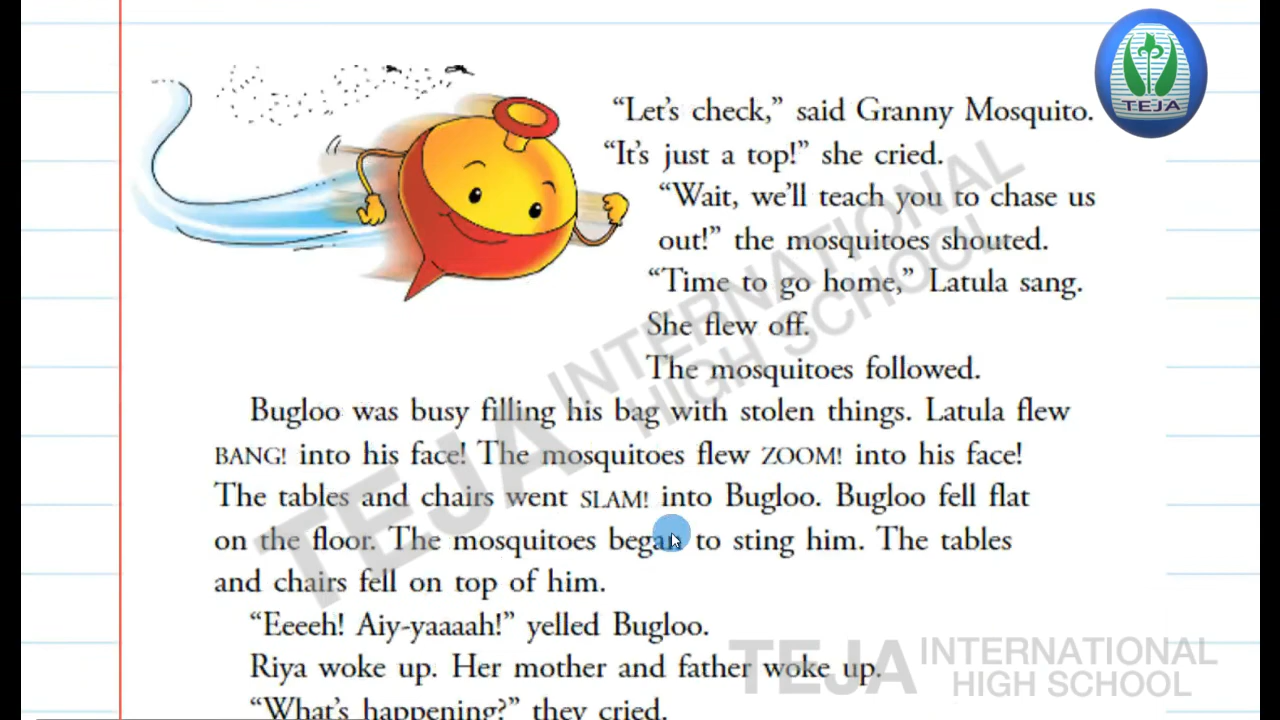 “Let’s check,” said Granny Mosquito.
“It’s just a top!” she cried.
“Wait, we’ll teach you to chase us
out!” the mosquitoes shouted.
“Time to go home,” Latula sang.
She flew off.
The mosquitoes followed.
Bugloo was busy filling his bag with stolen things. Latula flew
BANG! into his face! The mosquitoes flew ZOOM! into his face!
The tables and chairs went SLAM! into Bugloo. Bugloo fell flat
on the floor. The mosquitoes began to sting him. The tables
and chairs fell on top of him.
“Eeeeh! Aiy-yaaaah!” yelled Bugloo.
Riya woke up. Her mother and father woke up.
“What’s happening?” they cried.
TEJA
TEJA INTERNATIONAL
HIGH SCHOOL
TEJA INTERNATIONAL
HIGH SCHOOL